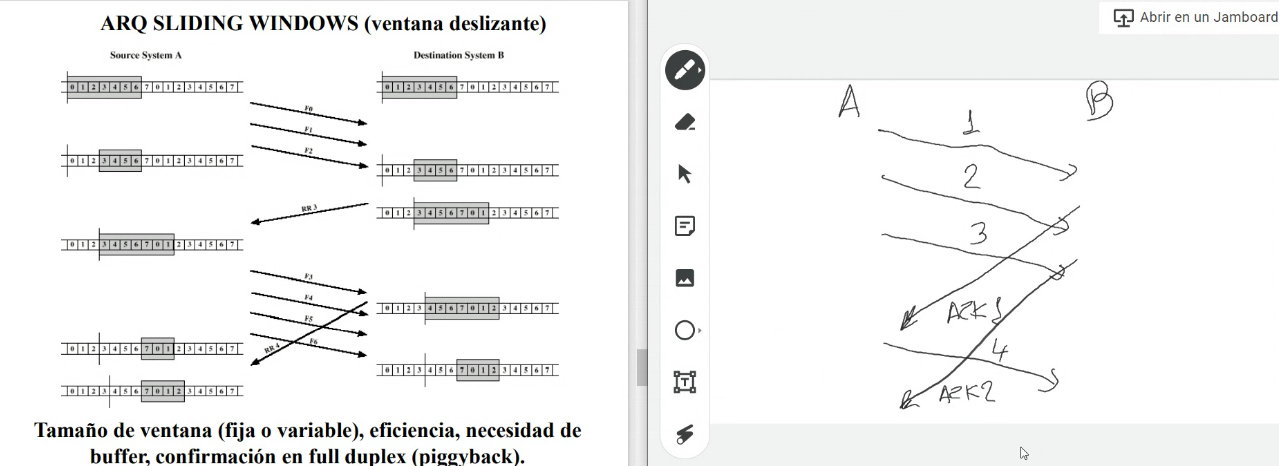 ARQ SLIDING WINDOWS (ventana deslizante)
Source System A
Destination System B
0 1 2 3 4 5 6 7 0 1 2 3 4 5 6 7
0 1 2 3 4 5 6 7 0 1 2 3 4 5 6 7
F0
F1
F2
0 1 2 3 4 5 6 7 0 1 2 3 4 5 6 7
0 1 2 3 4 5 6 7 0 1 2 3 4 5 6 7
RR 3
0 1 2 3 4 5 6 7 0 1 2 3 4 5 6 7
0 1 2 3 4 5 6 7 0 1 2 3 4 5 6 7
F3
F4
F5
F6
RR 4
0 1 2 3 4 5 6 7 0 1 2 3 4 5 6 7
0 1 2 3 4 5 6 7 0 1 2 3 4 5 6 7
0 1 2 3 4 5 6 7 0 1 2 3 4 5 6 7
0 1 2 3 4 5 6 7 0 1 2 3 4 5 6 7
Tamaño de ventana (fija o variable), eficiencia, necesidad de
buffer, confirmación en full duplex (piggyback).
Abrir en un Jamboard
A
B
1
2
3
ACK1
4
ACK2